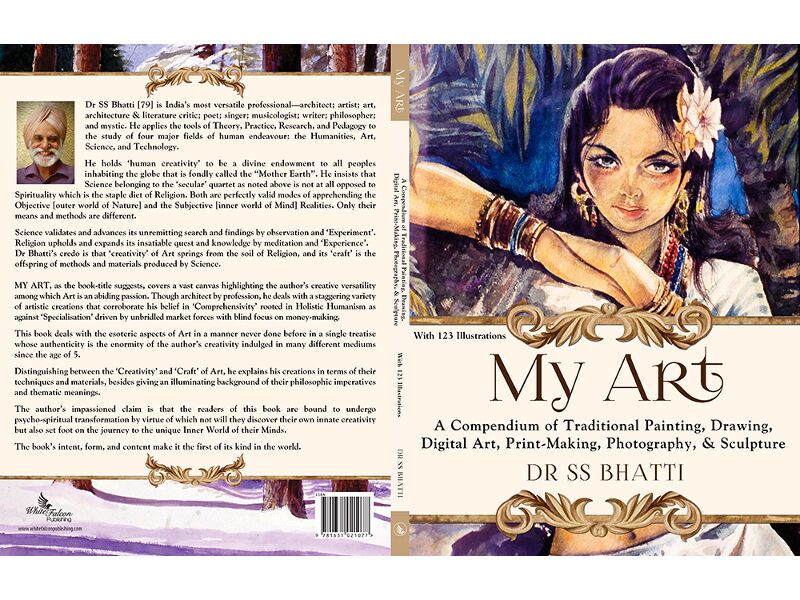 Dr SS Bhatti [79] is India's most versatile professional—architect; artist; art,
architecture & literature critic; poet; singer; musicologist; writer; philosopher;
and mystic. He applies the tools of Theory, Practice, Research, and Pedagogy to
the study of four major fields of human endeavour: the Humanities, Art,
Science, and Technology.
He holds 'human creativity' to be a divine endowment to all peoples
inhabiting the globe that is fondly called the "Mother Earth". He insists that
Science belonging to the 'secular' quartet as noted above is not at all opposed to
Spirituality which is the staple diet of Religion. Both are perfectly valid modes of apprehending the
Objective [outer world of Nature] and the Subjective [inner world of Mind] Realities. Only their
means and methods are different.
Science validates and advances its unremitting search and findings by observation and 'Experiment'.
Religion upholds and expands its insatiable quest and knowledge by meditation and 'Experience'.
Dr Bhatti's credo is that 'creativity' of Art springs from the soil of Religion, and its 'craft' is the
offspring of methods and materials produced by Science.
MY ART, as the book-title suggests, covers a vast canvas highlighting the author's creative versatility
among which Art is an abiding passion. Though architect by profession, he deals with a staggering variety
of artistic creations that corroborate his belief in 'Comprehensivity' rooted in Holistic Humanism as
against 'Specialisation' driven by unbridled market forces with blind focus on money-making.
This book deals with the esoteric aspects of Art in a manner never done before in a single treatise
whose authenticity is the enormity of the author's creativity indulged in many different mediums
since the age of 5.
Distinguishing between the 'Creativity' and 'Craft' of Art, he explains his creations in terms of their
techniques and materials, besides giving an illuminating background of their philosophic imperatives
and thematic meanings.
The author's impassioned claim is that the readers of this book are bound to undergo
psycho-spiritual transformation by virtue of which not will they discover their own innate creativity
but also set foot on the journey to the unique Inner World of their Minds.
The book's intent, form, and content make it the first of its kind in the world.
White Falcon
Publishing
www.whitefalconpublishing.com
ISBN
9 781631 021077 >
My Art
A Compendium of Traditional Painting, Drawing,
Digital Art, Print-Making, Photography, & Sculpture
With 123 Illustrations
DR SS BHATTI
With 123 Illustrations
My Art
A Compendium of Traditional Painting, Drawing,
Digital Art, Print-Making, Photography, & Sculpture
DR SS BHATTI